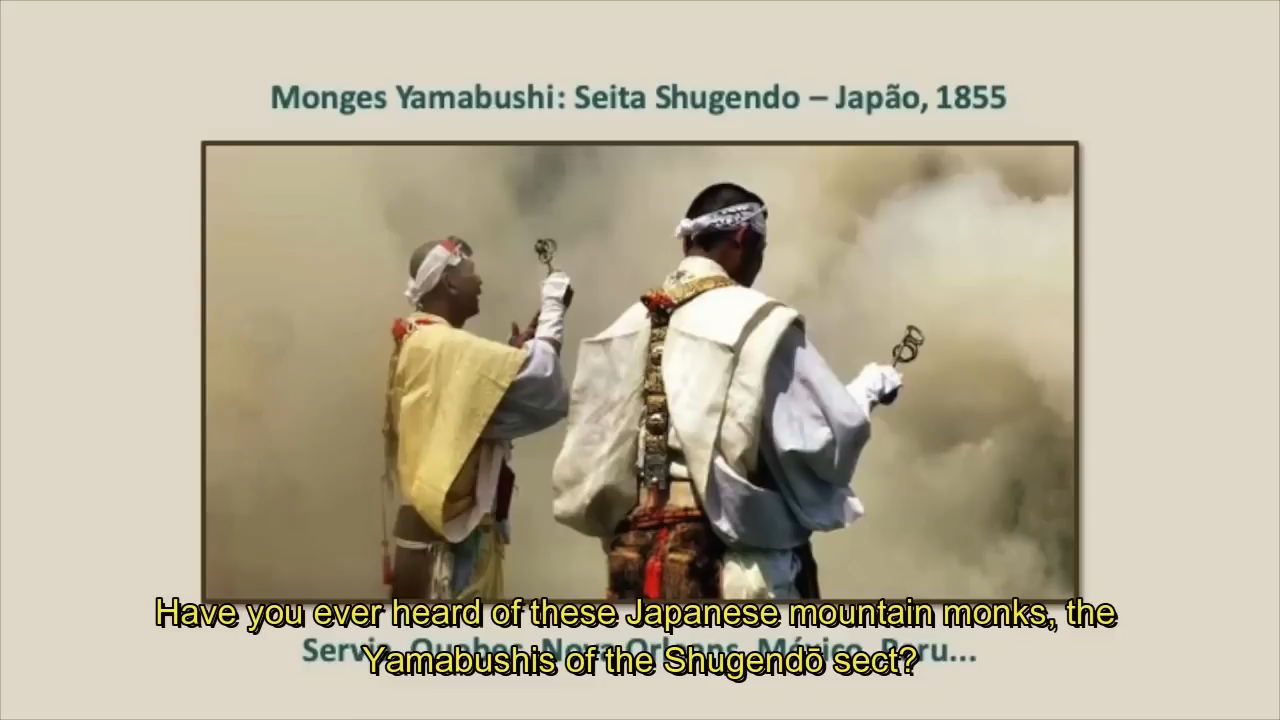 Monges Yamabushi: Seita Shugendo – Japão, 1855
Have you ever heard of these Japanese mountain monks, the
Yamabushis of the Shugendō sect?
México,